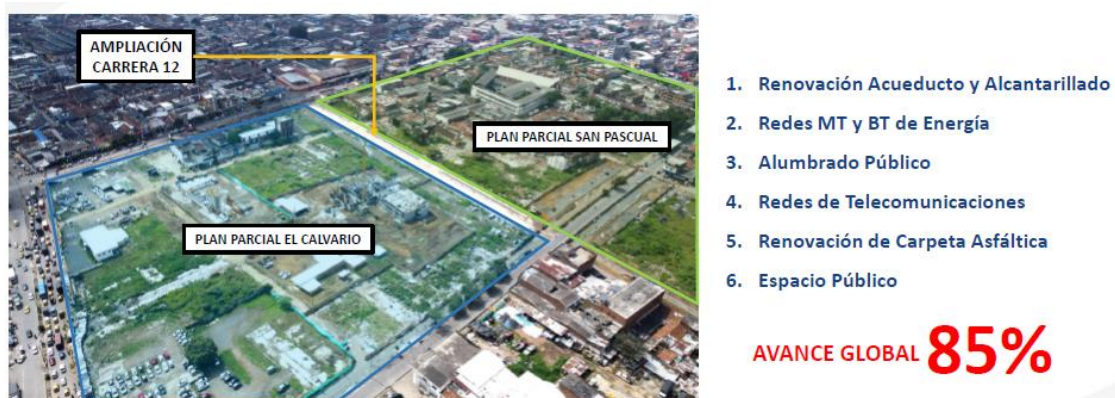 AMPLIACIÓN
CARRERA 12
PLAN PARCIAL SAN PASCUAL
PLAN PARCIAL EL CALVARIO
1. Renovación Acueducto y Alcantarillado
2. Redes MT y BT de Energía
3. Alumbrado Público
4. Redes de Telecomunicaciones
5. Renovación de Carpeta Asfáltica
6. Espacio Público
AVANCE GLOBAL 85%